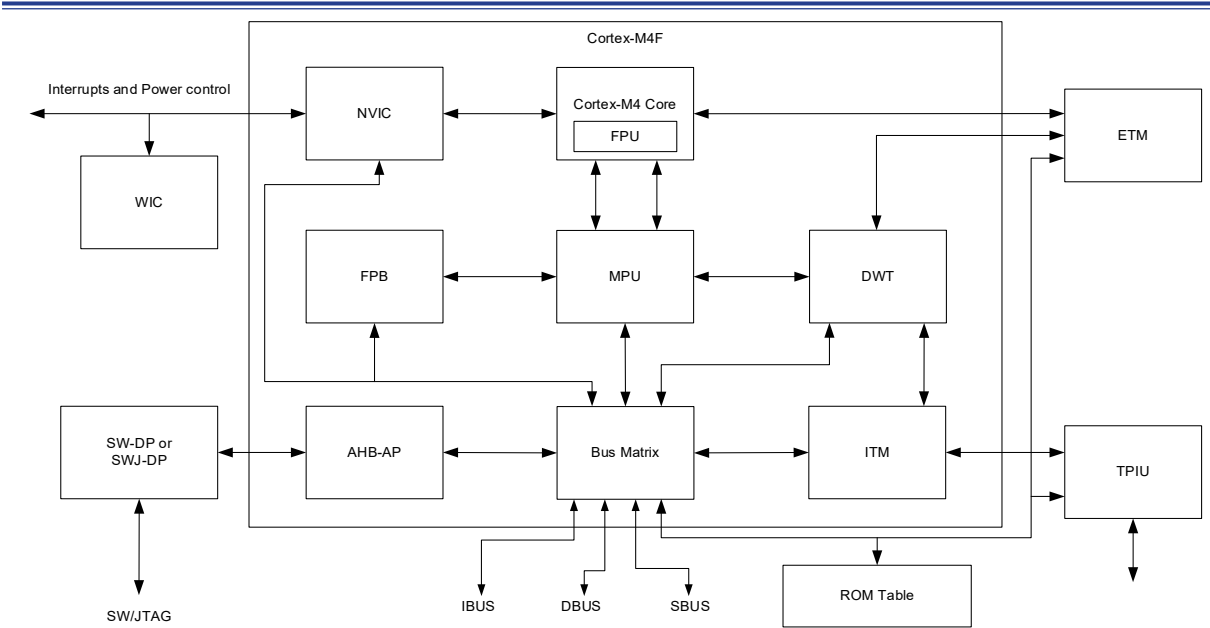 Cortex-M4F
Interrupts and Power control
NVIC
Cortex-M4 Core
FPU
ETM
WIC
FPB
MPU
DWT
SW-DP or
SWJ-DP
AHB-AP
Bus Matrix
ITM
TPIU
IBUS
DBUS
SBUS
ROM Table
SW/JTAG